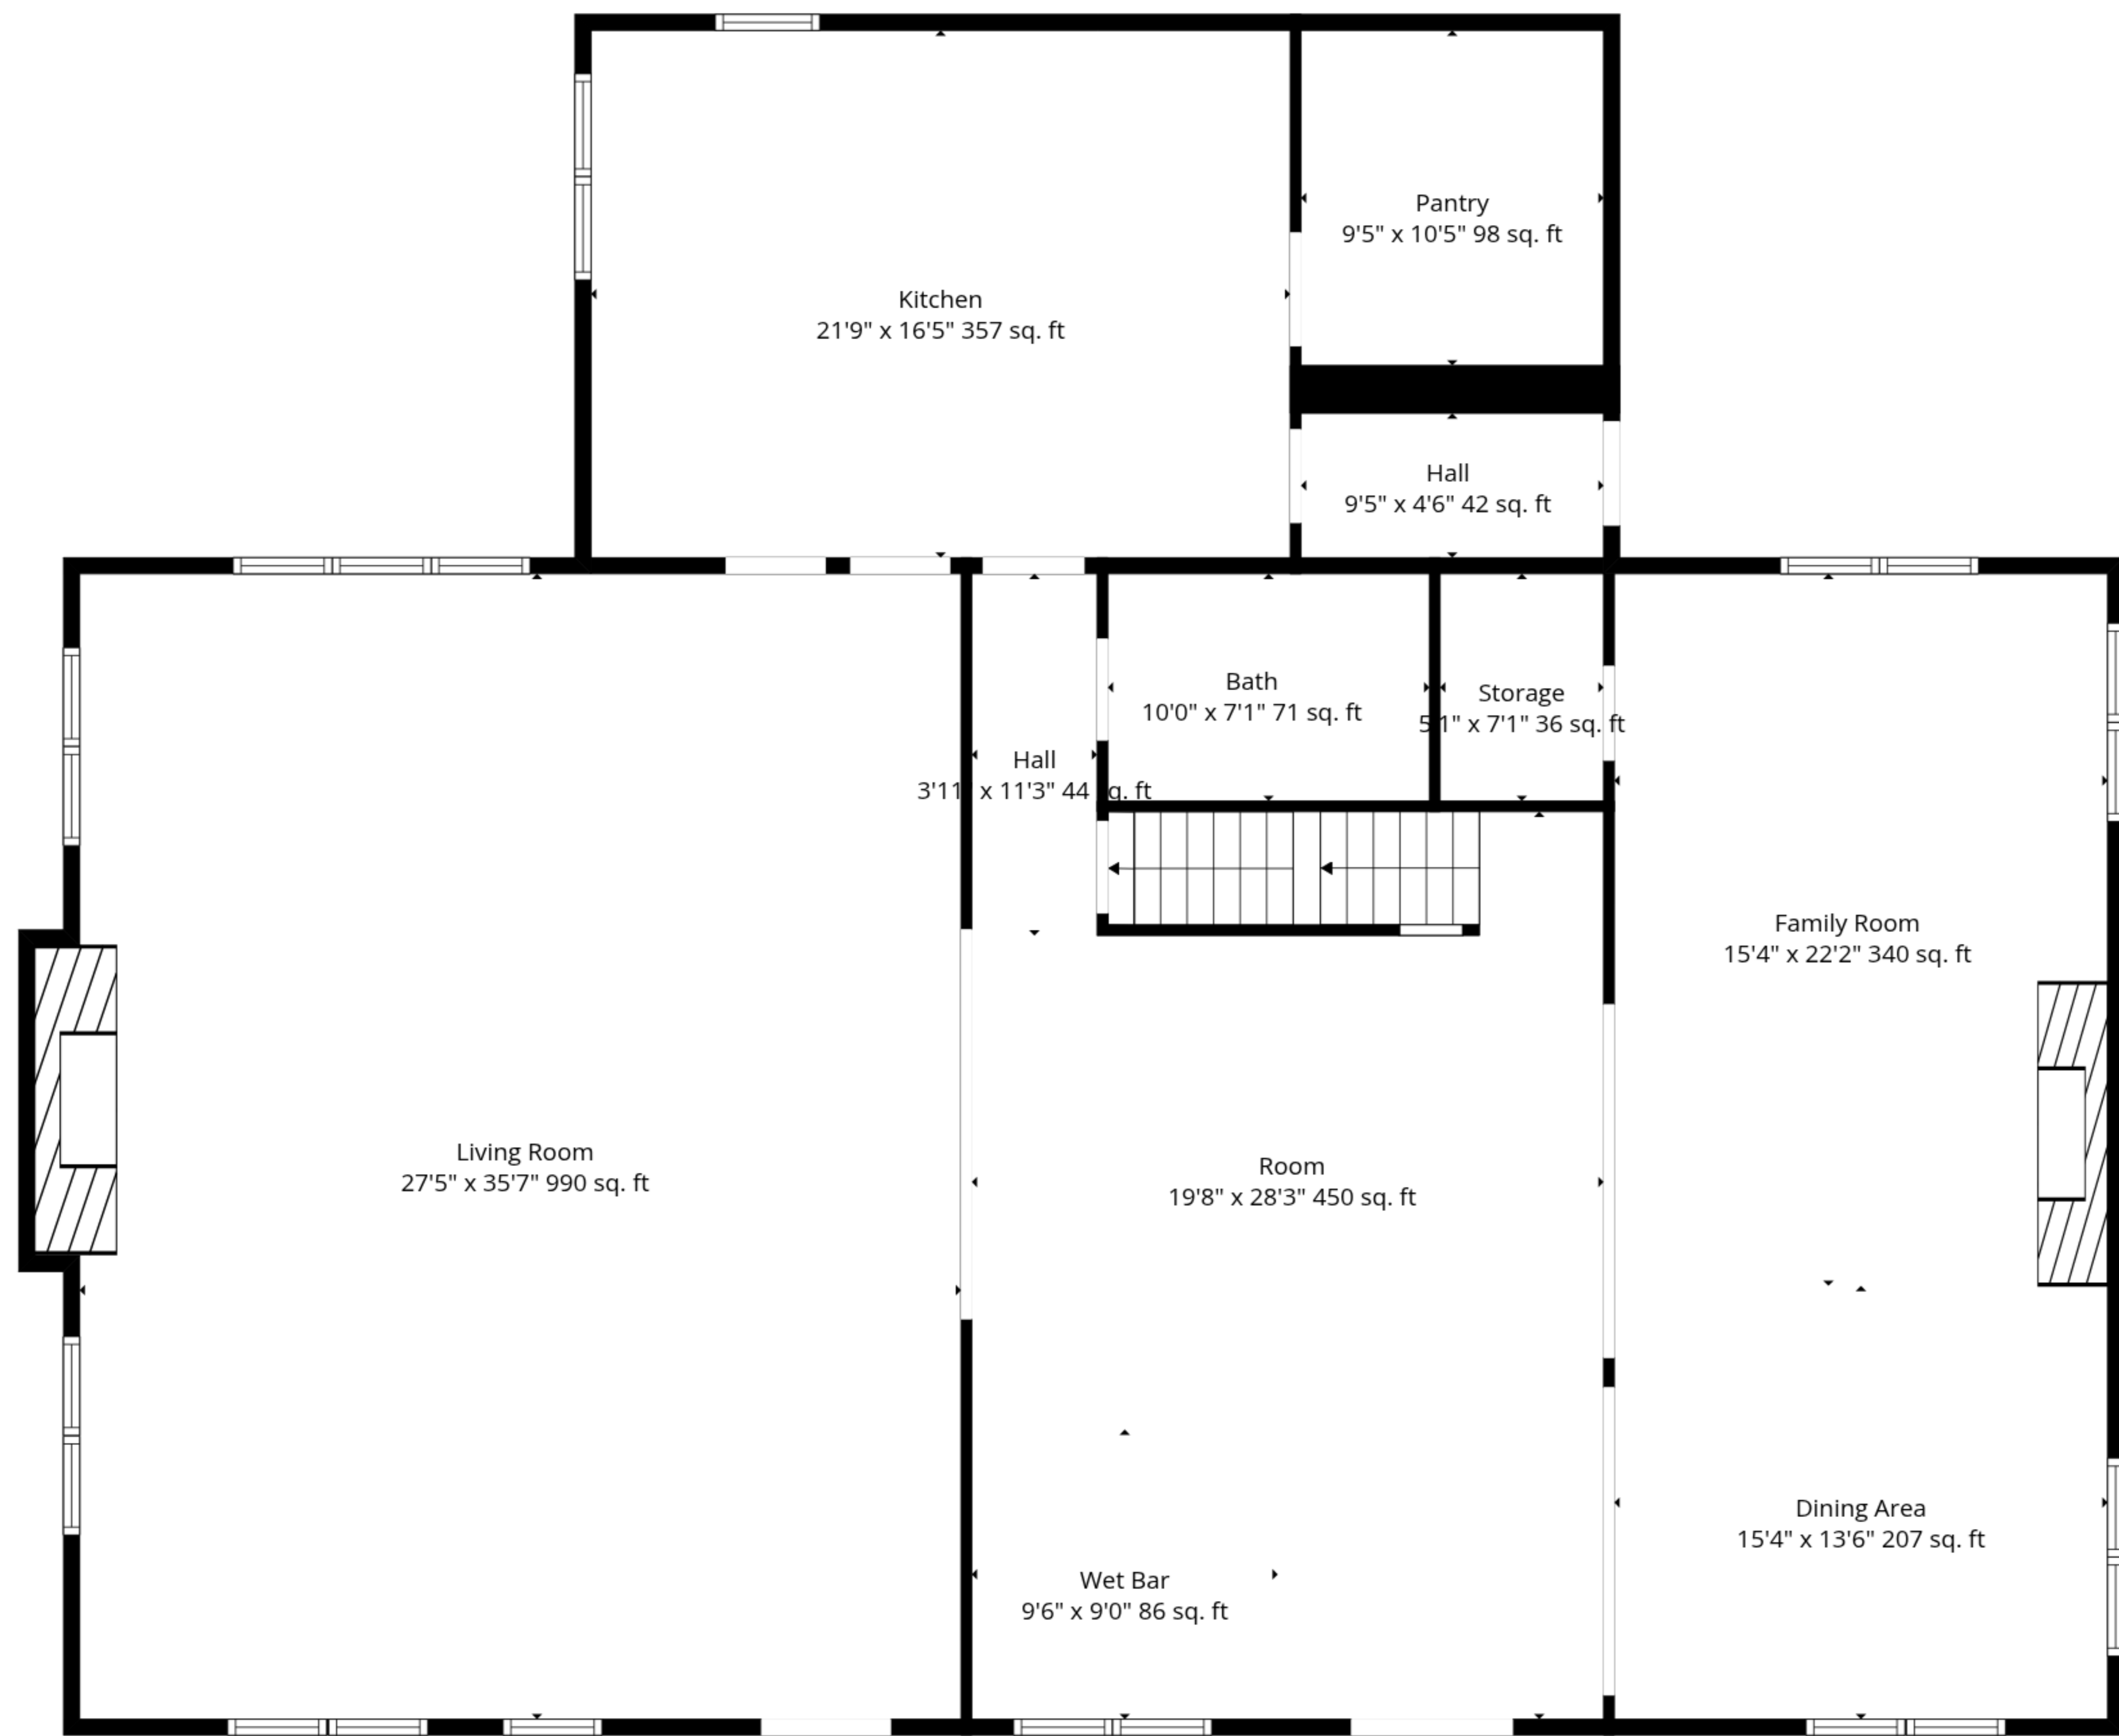 Pantry
9'5" x 10'5" 98 sq. ft
Kitchen
21'9" x 16'5" 357 sq. ft
Hall
9'5" x 4'6" 42 sq. ft
Bath
10'0" x 7'1" 71 sq. ft
Storage
5'1" x 7'1" 36 sq. ft
Hall
3'11" x 11'3" 44 sq. ft
Family Room
15'4" x 22'2" 340 sq. ft
Living Room
27'5" x 35'7" 990 sq. ft
Room
19'8" x 28'3" 450 sq. ft
Dining Area
15'4" x 13'6" 207 sq. ft
Wet Bar
9'6" x 9'0" 86 sq. ft